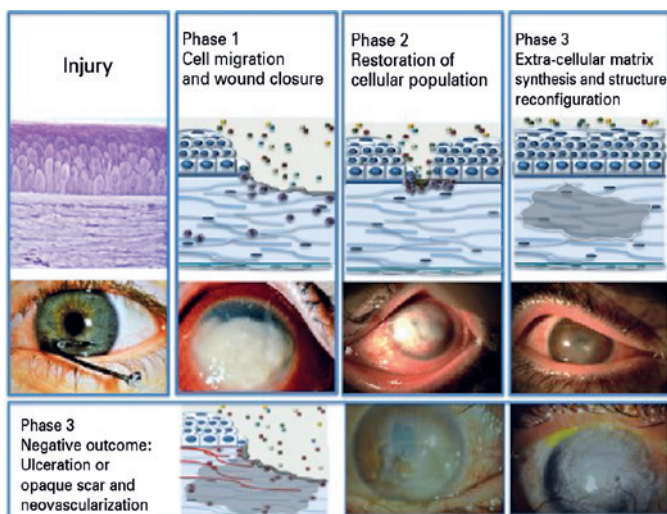 Injury
Phase 1
Cell migration
and wound closure
Phase 2
Restoration of
cellular population
Phase 3
Extra-cellular matrix
synthesis and structure
reconfiguration
Phase 3
Negative outcome:
Ulceration or
opaque scar and
neovascularization